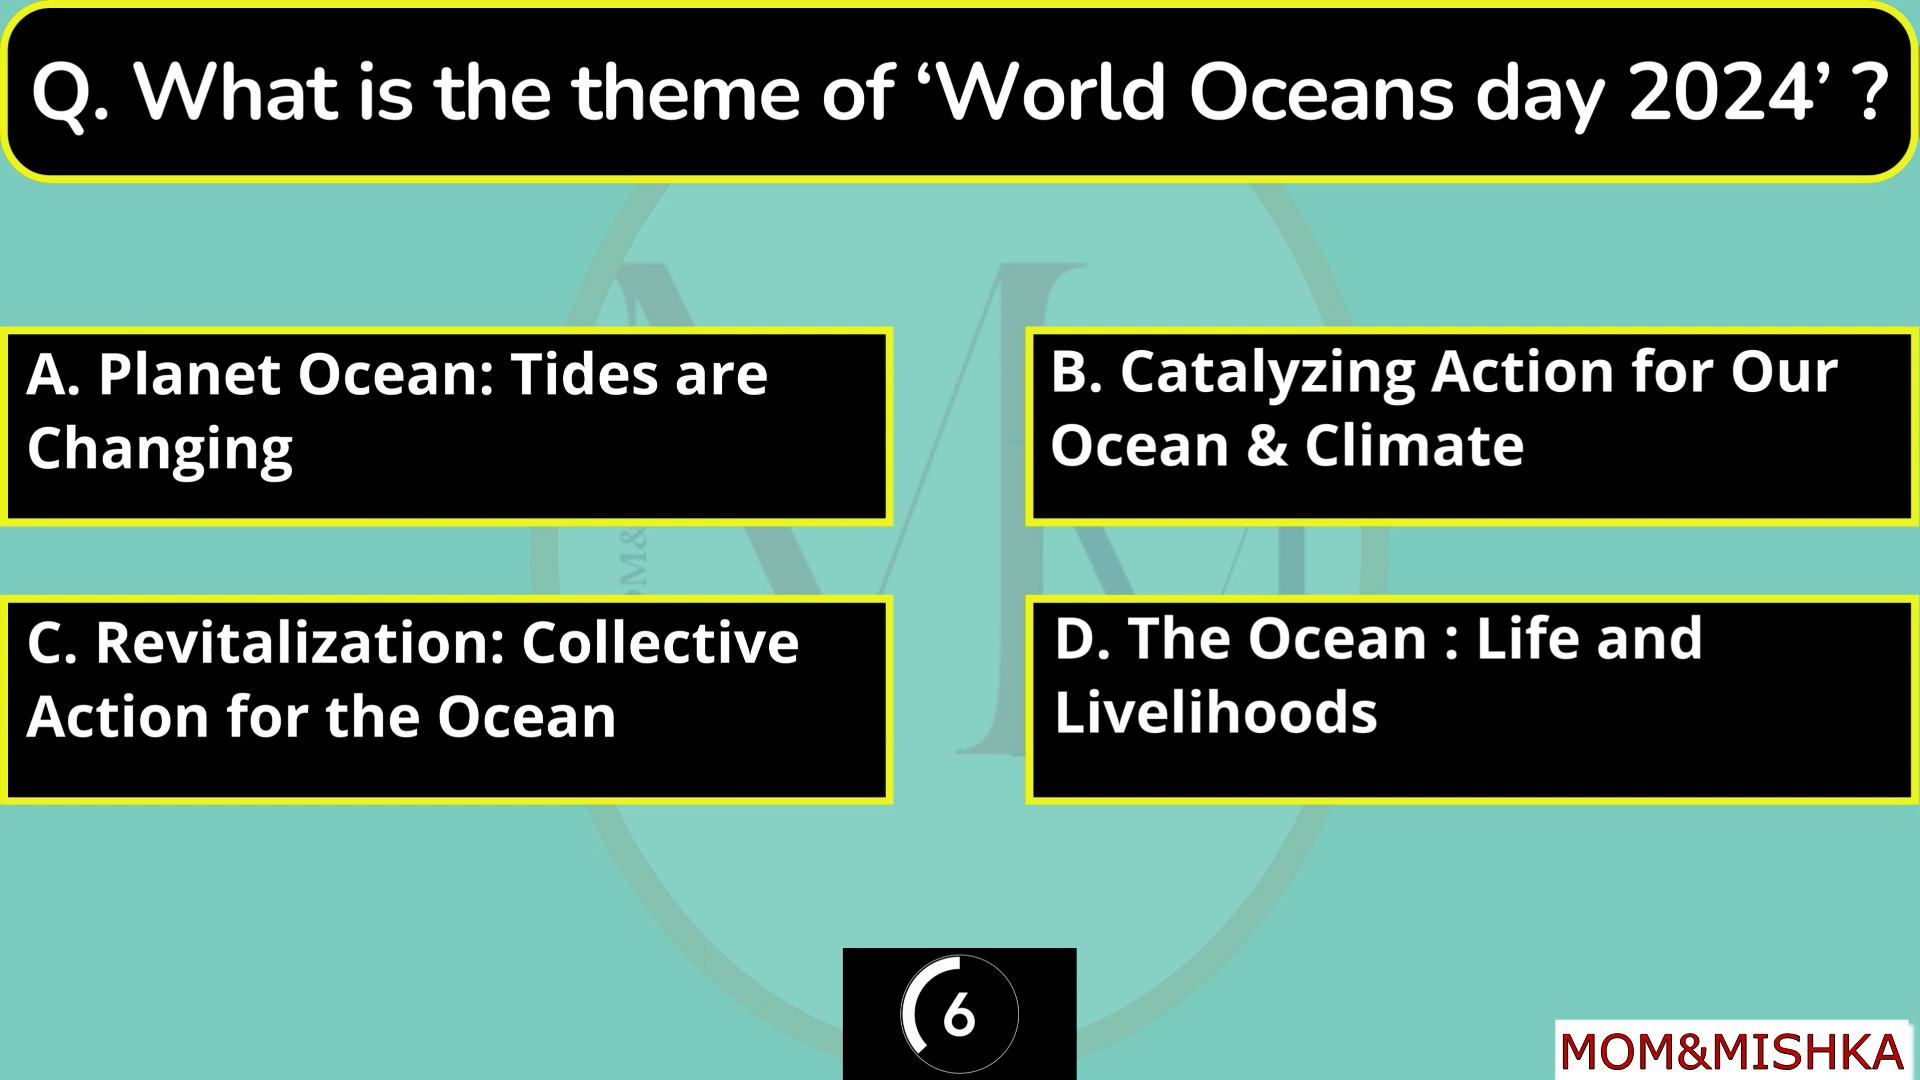 Q. What is the theme of ‘World Oceans day 2024’ ?
A. Planet Ocean: Tides are
Changing
B. Catalyzing Action for Our
Ocean & Climate
C. Revitalization: Collective
Action for the Ocean
D. The Ocean : Life and
Livelihoods
6
MOM&MISHKA